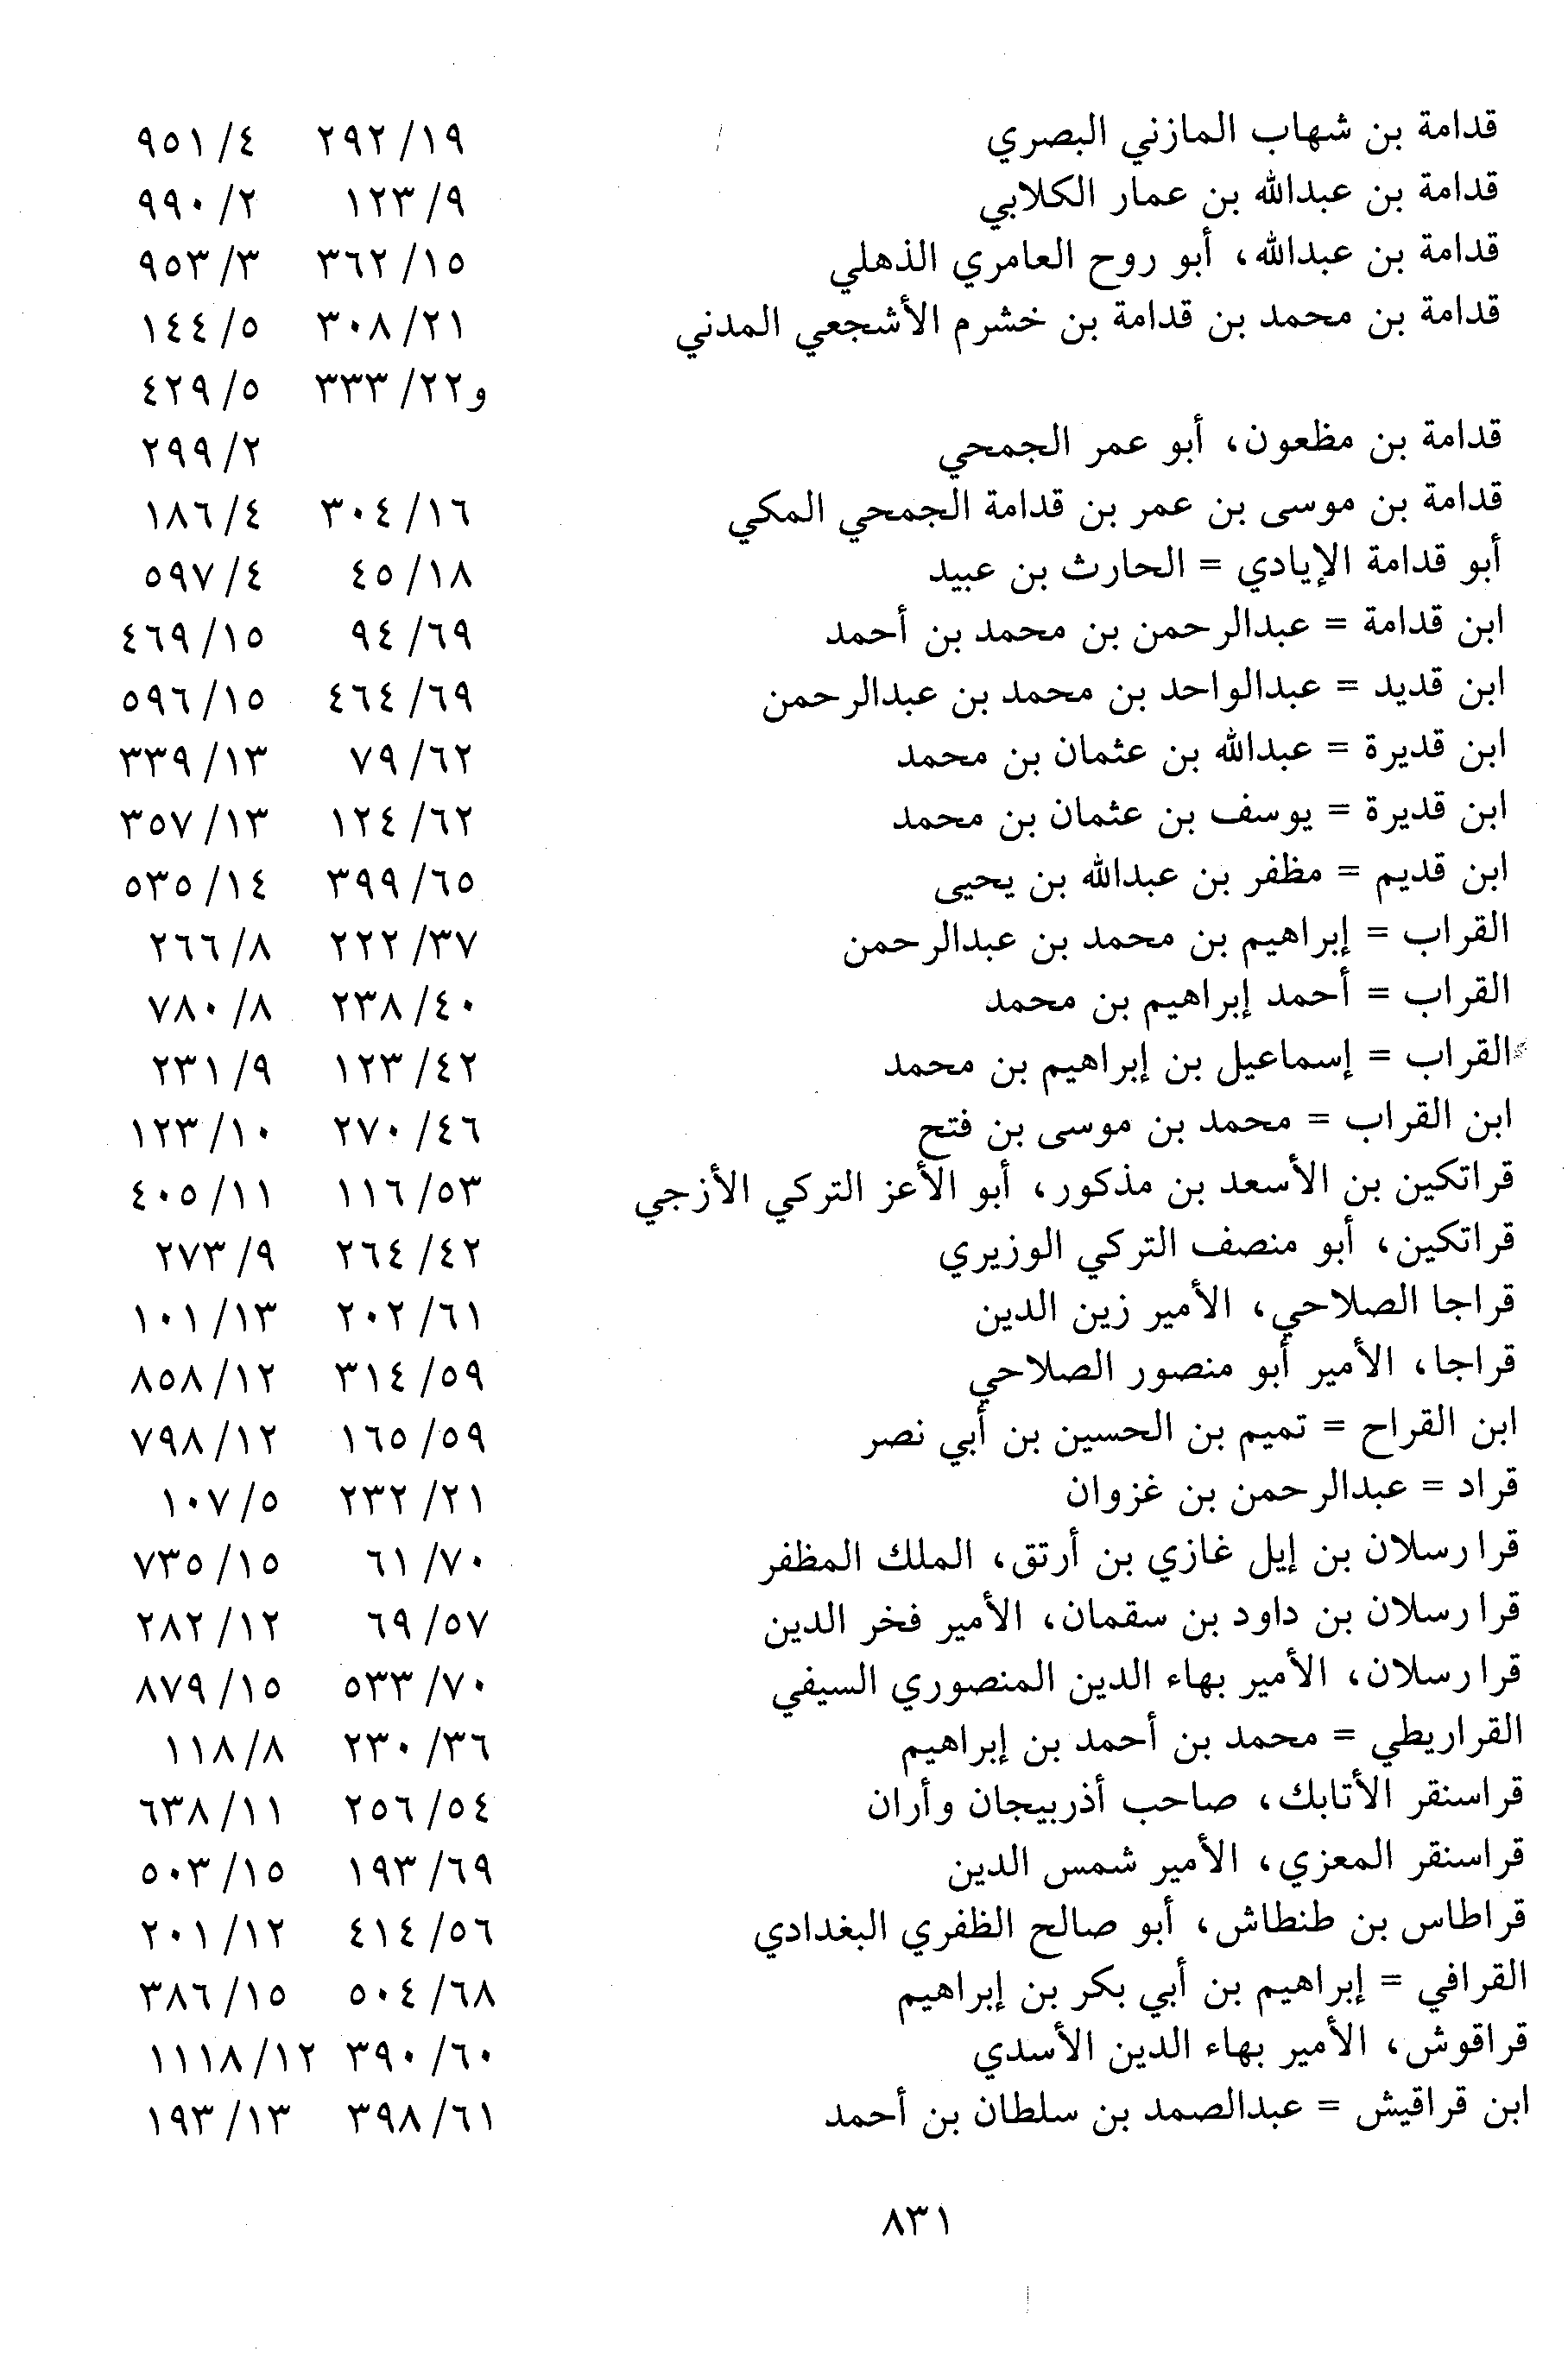 قدامة بن شهاب المازني البصري ١٩/ ٢٩٢ ٤/ ٩٥١
قدامة بن عبدالله بن عمار الكلابي ٩/ ١٢٣ ٢/ ٩٩٠
قدامة بن عبدالله، أبو روح العامري الذهلي ١٥/ ٣٦٢ ٣/ ٩٥٣
قدامة بن محمد بن قدامة بن خشرم الأشجعي المدني ٢١/ ٣٠٨ ٥/ ١٤٤
و٢٢/ ٣٣٣ ٥/ ٤٢٩
قدامة بن مظعون، أبو عمر الجمحي ٢/ ٢٩٩
قدامة بن موسى بن عمر بن قدامة الجمحي المكي ١٦/ ٣٠٤ ٤/ ١٨٦
أبو قدامة الإيادي = الحارث بن عبيد ١٨/ ٤٥ ٤/ ٥٩٧
ابن قدامة = عبدالرحمن بن محمد بن أحمد ٦٩/ ٩٤ ١٥/ ٤٦٩
ابن قديد = عبدالواحد بن محمد بن عبدالرحمن ٦٩/ ٤٦٤ ١٥/ ٥٩٦
ابن قديرة = عبدالله بن عثمان بن محمد ٦٢/ ٧٩ ١٣/ ٣٣٩
ابن قديرة = يوسف بن عثمان بن محمد ٦٢/ ١٢٤ ١٣/ ٣٥٧
ابن قديم = مظفر بن عبدالله بن يحيى ٦٥/ ٣٩٩ ١٤/ ٥٣٥
القراب = إبراهيم بن محمد بن عبدالرحمن ٣٧/ ٢٢٢ ٨/ ٢٦٦
القراب = أحمد إبراهيم بن محمد ٤٠/ ٢٣٨ ٨/ ٧٨٠
القراب = إسماعيل بن إبراهيم بن محمد ٤٢/ ١٢٣ ٩/ ٢٣١
ابن القراب = محمد بن موسى بن فتح ٤٦/ ٢٧٠ ١٠/ ١٢٣
قراتكين بن الأسعد بن مذكور، أبو الأعز التركي الأزجي ٥٣/ ١١٦ ١١/ ٤٠٥
قراتكين، أبو منصف التركي الوزيري ٤٢/ ٢٦٤ ٩/ ٢٧٣
قراجا الصلاحي، الأمير زين الدين ٦١/ ٢٠٢ ١٣/ ١٠١
قراجا، الأمير أبو منصور الصلاحي ٥٩/ ٣١٤ ١٢/ ٨٥٨
ابن القراح = تميم بن الحسين بن أبي نصر ٥٩/ ١٦٥ ١٢/ ٧٩٨
قراد = عبدالرحمن بن غزوان ٢١/ ٢٣٢ ٥/ ١٠٧
قرا رسلان بن إيل غازي بن أرتق، الملك المظفر ٧٠/ ٦١ ١٥/ ٧٣٥
قرا رسلان بن داود بن سقمان، الأمير فخر الدين ٥٧/ ٦٩ ١٢/ ٢٨٢
قرا رسلان، الأمير بهاء الدين المنصوري السيفي ٧٠/ ٥٣٣ ١٥/ ٨٧٩
القراريطي = محمد بن أحمد بن إبراهيم ٣٦/ ٢٣٠ ٨/ ١١٨
قراسنقر الأتابك، صاحب أذربيجان وأران ٥٤/ ٢٥٦ ١١/ ٦٣٨
قراسنقر المعزي، الأمير شمس الدين ٦٩/ ١٩٣ ١٥/ ٥٠٣
قراطاس بن طنطاش، أبو صالح الظفري البغدادي ٥٦/ ٤١٤ ١٢/ ٢٠١
القرافي = إبراهيم بن أبي بكر بن إبراهيم ٦٨/ ٥٠٤ ١٥/ ٣٨٦
قراقوش، الأمير بهاء الدين الأسدي ٦٠/ ٣٩٠ ١٢/ ١١١٨
ابن قراقيش = عبدالصمد بن سلطان بن أحمد ٦١/ ٣٩٨ ١٣/ ١٩٣
٨٣١